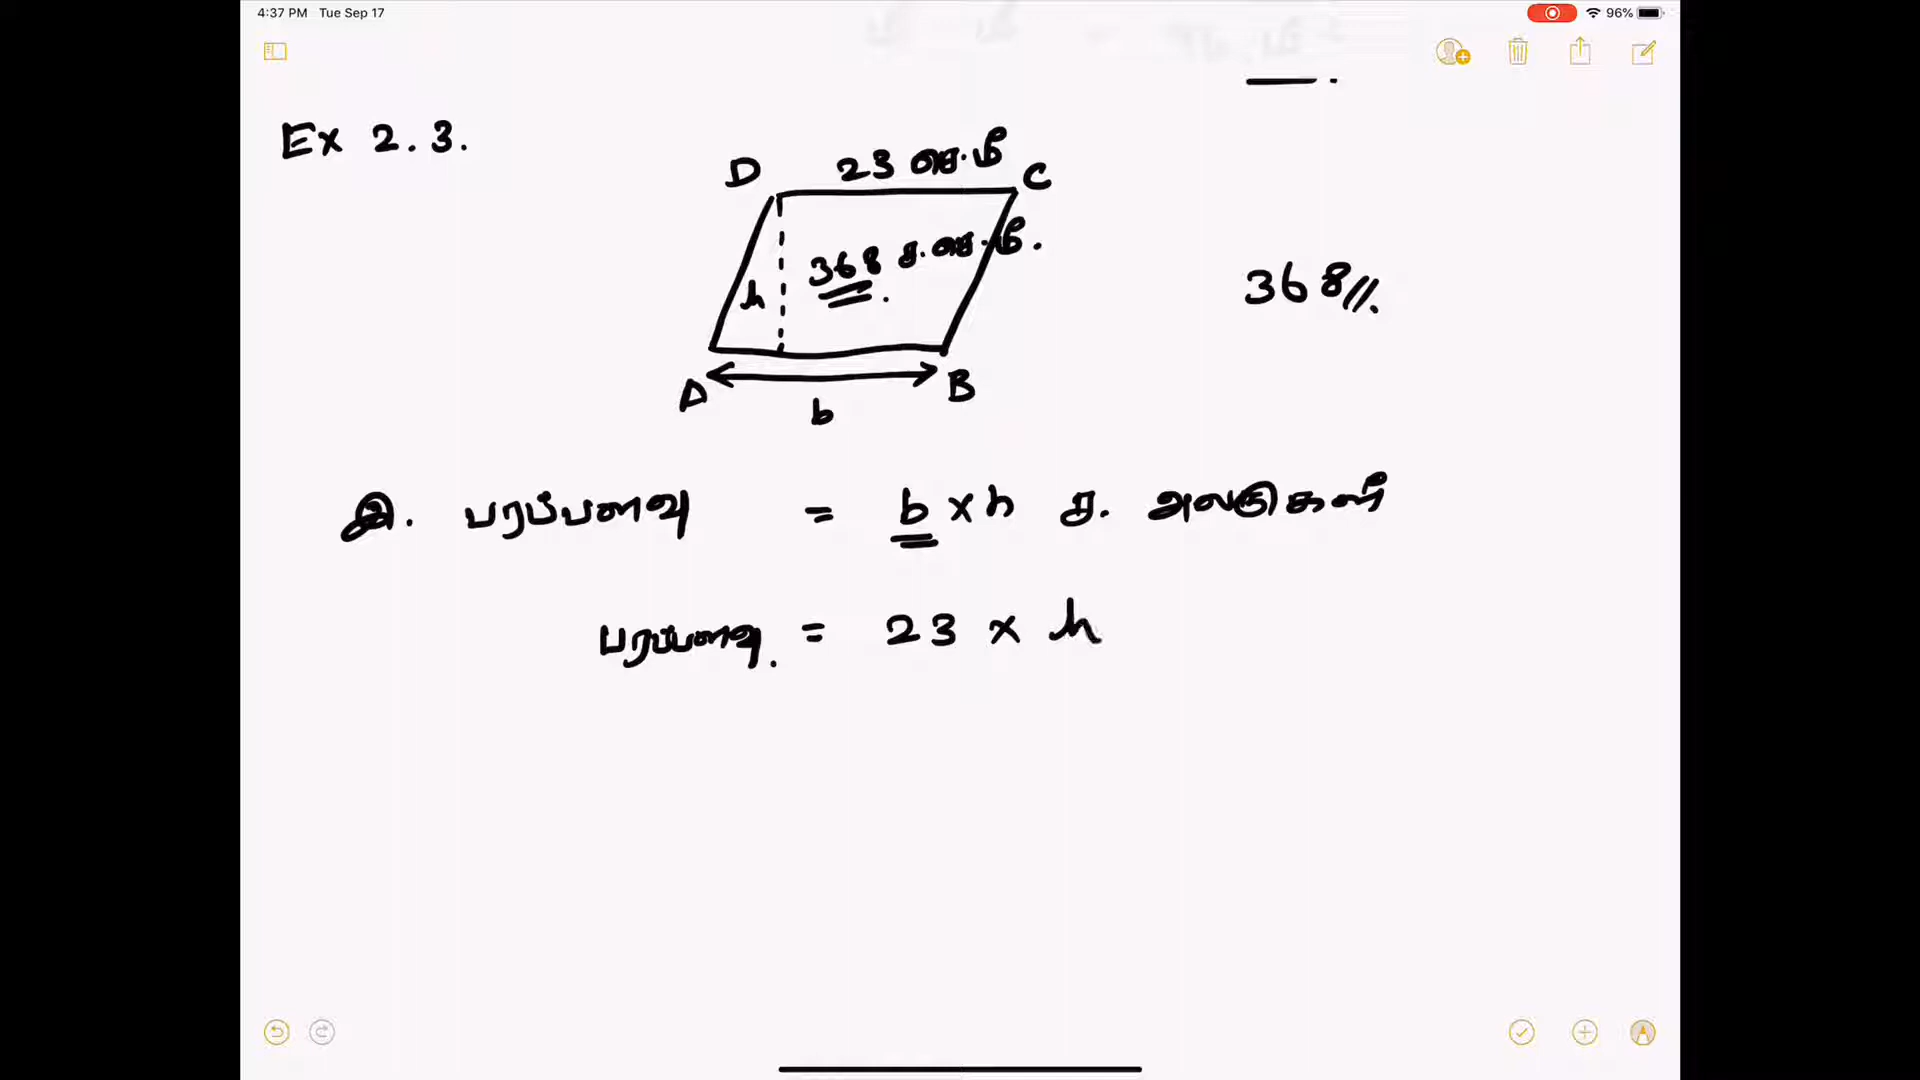 4:37 PM Tue Sep 17
96%
Ex 2.3.
D 23 செ.மீ C
h 368 ச.செ.மீ.
368//.
A B
b
இ. பரப்பளவு = b × h ச. அலகுகள்
பரப்பளவு. = 23 × h